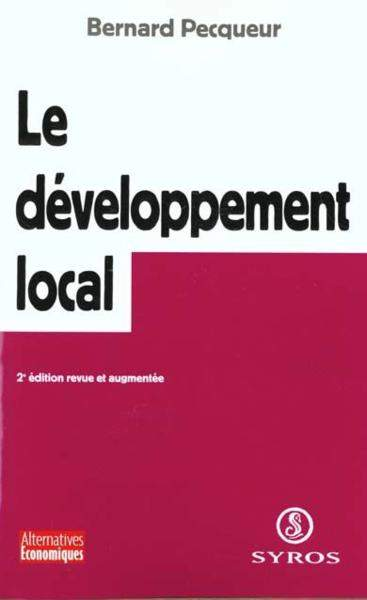 Bernard Pecqueur
Le
développement
local
2e édition revue et augmentée
Alternatives
Économiques
S
SYROS